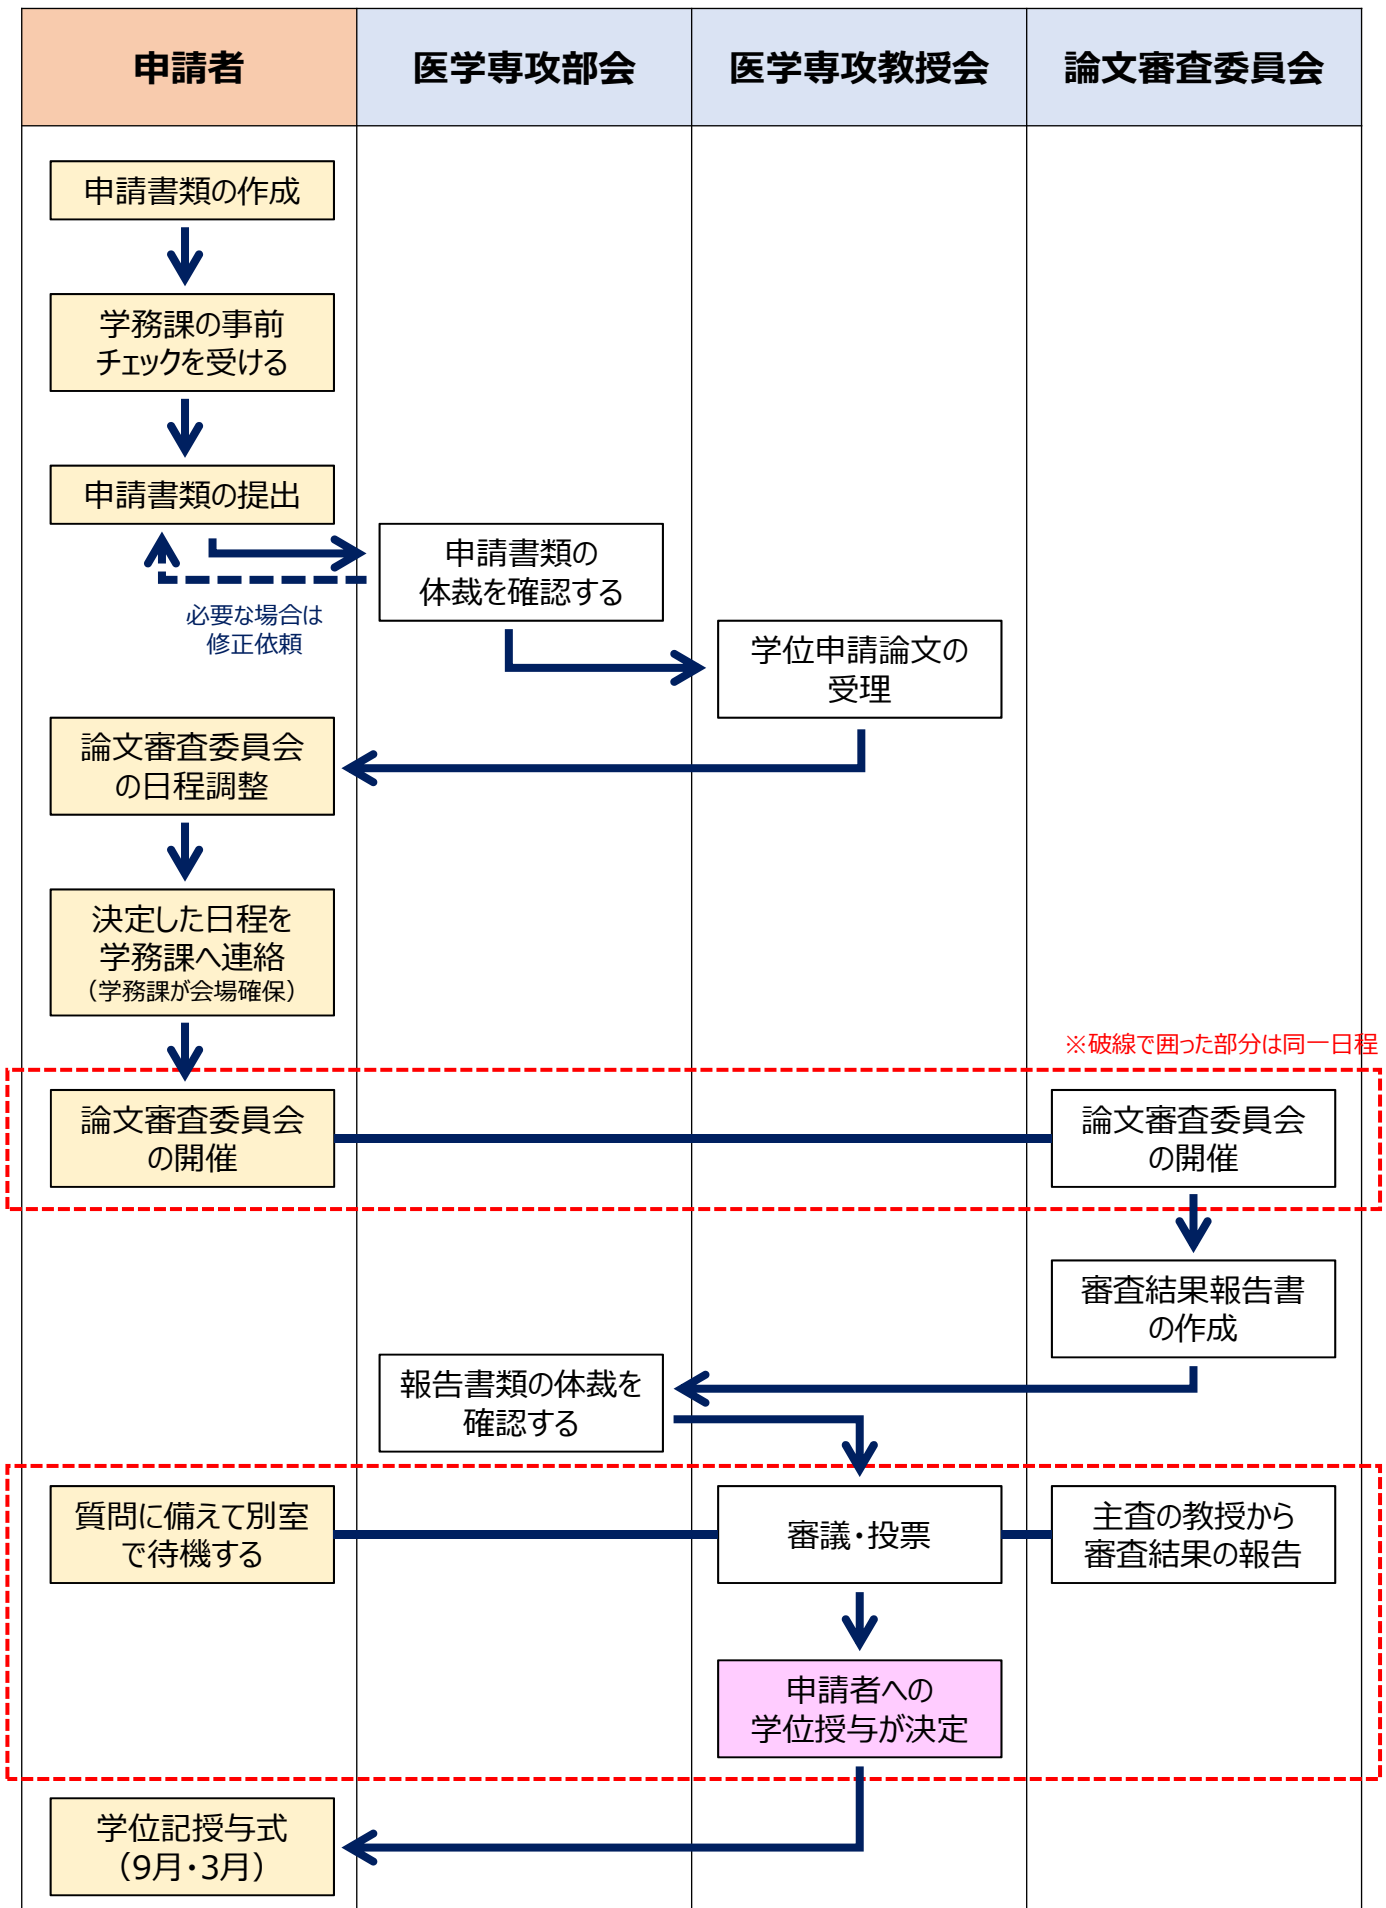 申請者
医学専攻部会
医学専攻教授会
論文審査委員会
申請書類の作成
学務課の事前
チェックを受ける
申請書類の提出
申請書類の
体裁を確認する
必要な場合は
修正依頼
学位申請論文の
受理
論文審査委員会
の日程調整
決定した日程を
学務課へ連絡
（学務課が会場確保）
※破線で囲った部分は同一日程
論文審査委員会
の開催
論文審査委員会
の開催
審査結果報告書
の作成
報告書類の体裁を
確認する
質問に備えて別室
で待機する
審議・投票
主査の教授から
審査結果の報告
申請者への
学位授与が決定
学位記授与式
（9月・3月）